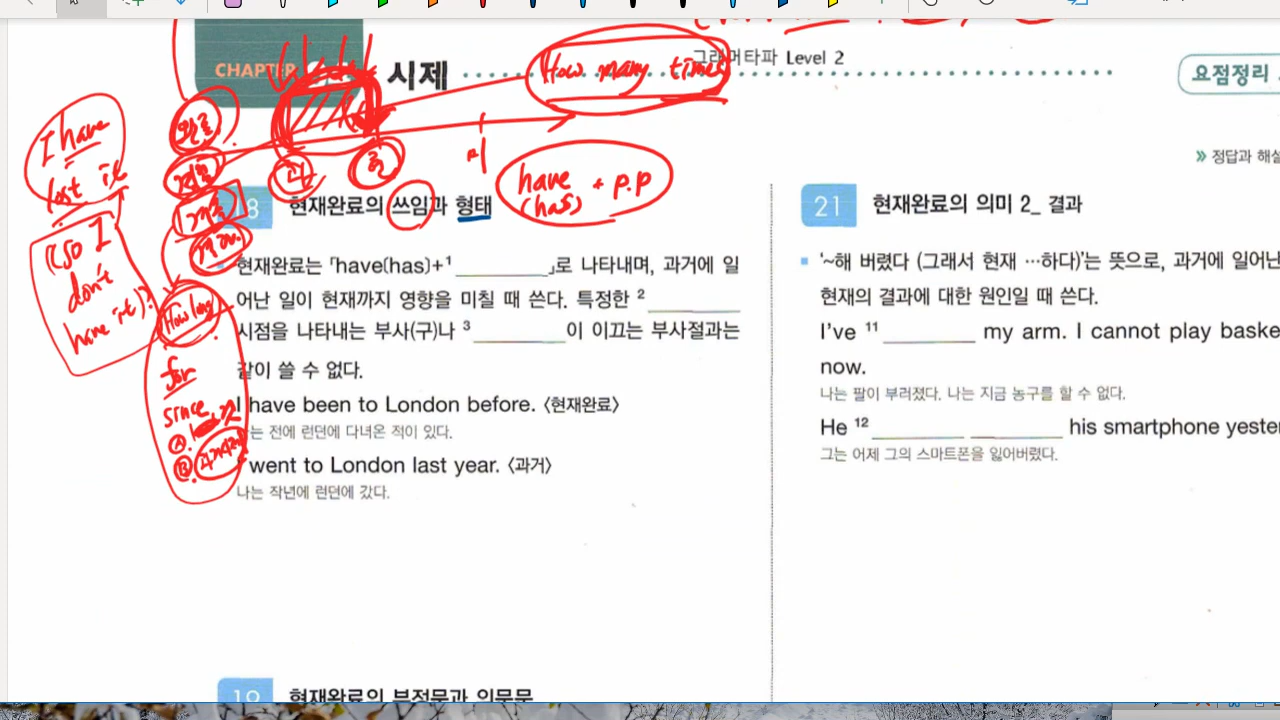 그래머타파 Level 2
CHAPTER
시제
How many times
요점정리
» 정답과 해설
I have
lost it
(so I
don't
have it).
완료
경험
계속
결과
과
현
미
have
(has)
+ p.p
How long
for
since
Ⓐ
Ⓑ
8 현재완료의 쓰임과 형태
현재완료는 「have(has)+¹ ________」로 나타내며, 과거에 일
어난 일이 현재까지 영향을 미칠 때 쓴다. 특정한 ² ________
시점을 나타내는 부사(구)나 ³ ________이 이끄는 부사절과는
같이 쓸 수 없다.
I have been to London before. 〈현재완료〉
는 전에 런던에 다녀온 적이 있다.
went to London last year. 〈과거〉
나는 작년에 런던에 갔다.
19 현재완료의 부정문과 의문문
21 현재완료의 의미 2_ 결과
'~해 버렸다 (그래서 현재 …하다)'는 뜻으로, 과거에 일어난
현재의 결과에 대한 원인일 때 쓴다.
I've ¹¹ ________ my arm. I cannot play baske
now.
나는 팔이 부러졌다. 나는 지금 농구를 할 수 없다.
He ¹² ________ ________ his smartphone yester
그는 어제 그의 스마트폰을 잃어버렸다.